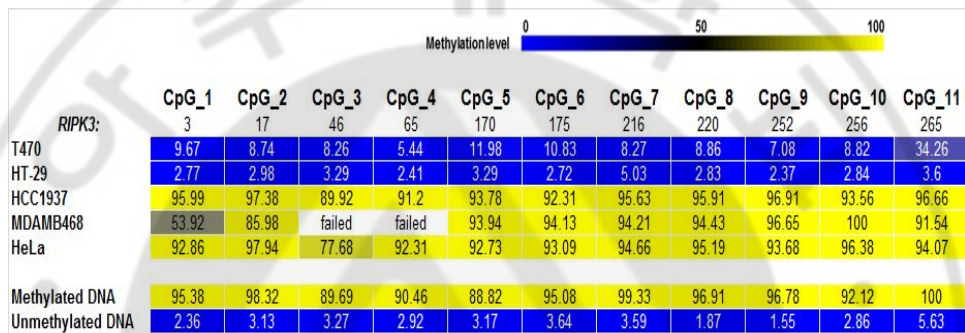 0 50 100
Methylation level
CpG_1 CpG_2 CpG_3 CpG_4 CpG_5 CpG_6 CpG_7 CpG_8 CpG_9 CpG_10 CpG_11
RIPK3: 3 17 46 65 170 175 216 220 252 256 265
T470 9.67 8.74 8.26 5.44 11.98 10.83 8.27 8.86 7.08 8.82 34.26
HT-29 2.77 2.98 3.29 2.41 3.29 2.72 5.03 2.83 2.37 2.84 3.6
HCC1937 95.99 97.38 89.92 91.2 93.78 92.31 95.63 95.91 96.91 93.56 96.66
MDAMB468 53.92 85.98 failed failed 93.94 94.13 94.21 94.43 96.65 100 91.54
HeLa 92.86 97.94 77.68 92.31 92.73 93.09 94.66 95.19 93.68 96.38 94.07
Methylated DNA 95.38 98.32 89.69 90.46 88.82 95.08 99.33 96.91 96.78 92.12 100
Unmethylated DNA 2.36 3.13 3.27 2.92 3.17 3.64 3.59 1.87 1.55 2.86 5.63